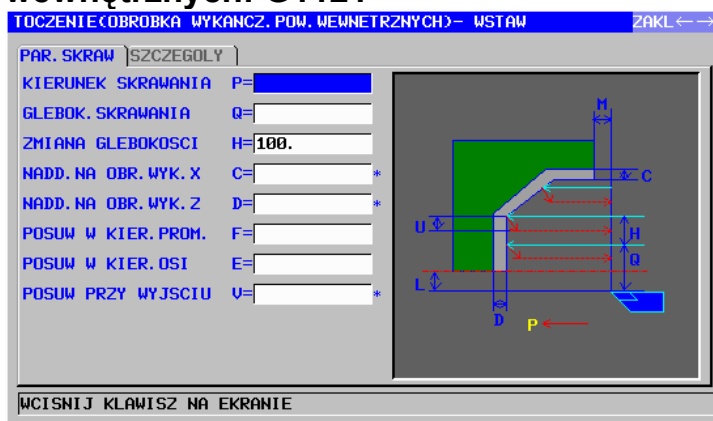 TOCZENIE(OBROBKA WYKANCZ.POW.WEWNETRZNYCH)- WSTAW ZAKL←→
PAR.SKRAW SZCZEGOLY
KIERUNEK SKRAWANIA P=
GLEBOK.SKRAWANIA Q=
ZMIANA GLEBOKOSCI H=100.
NADD.NA OBR.WYK.X C= *
NADD.NA OBR.WYK.Z D= *
POSUW W KIER.PROM. F=
POSUW W KIER.OSI E=
POSUW PRZY WYJSCIU V= *
M
C
U
H
Q
L
D
P
WCISNIJ KLAWISZ NA EKRANIE